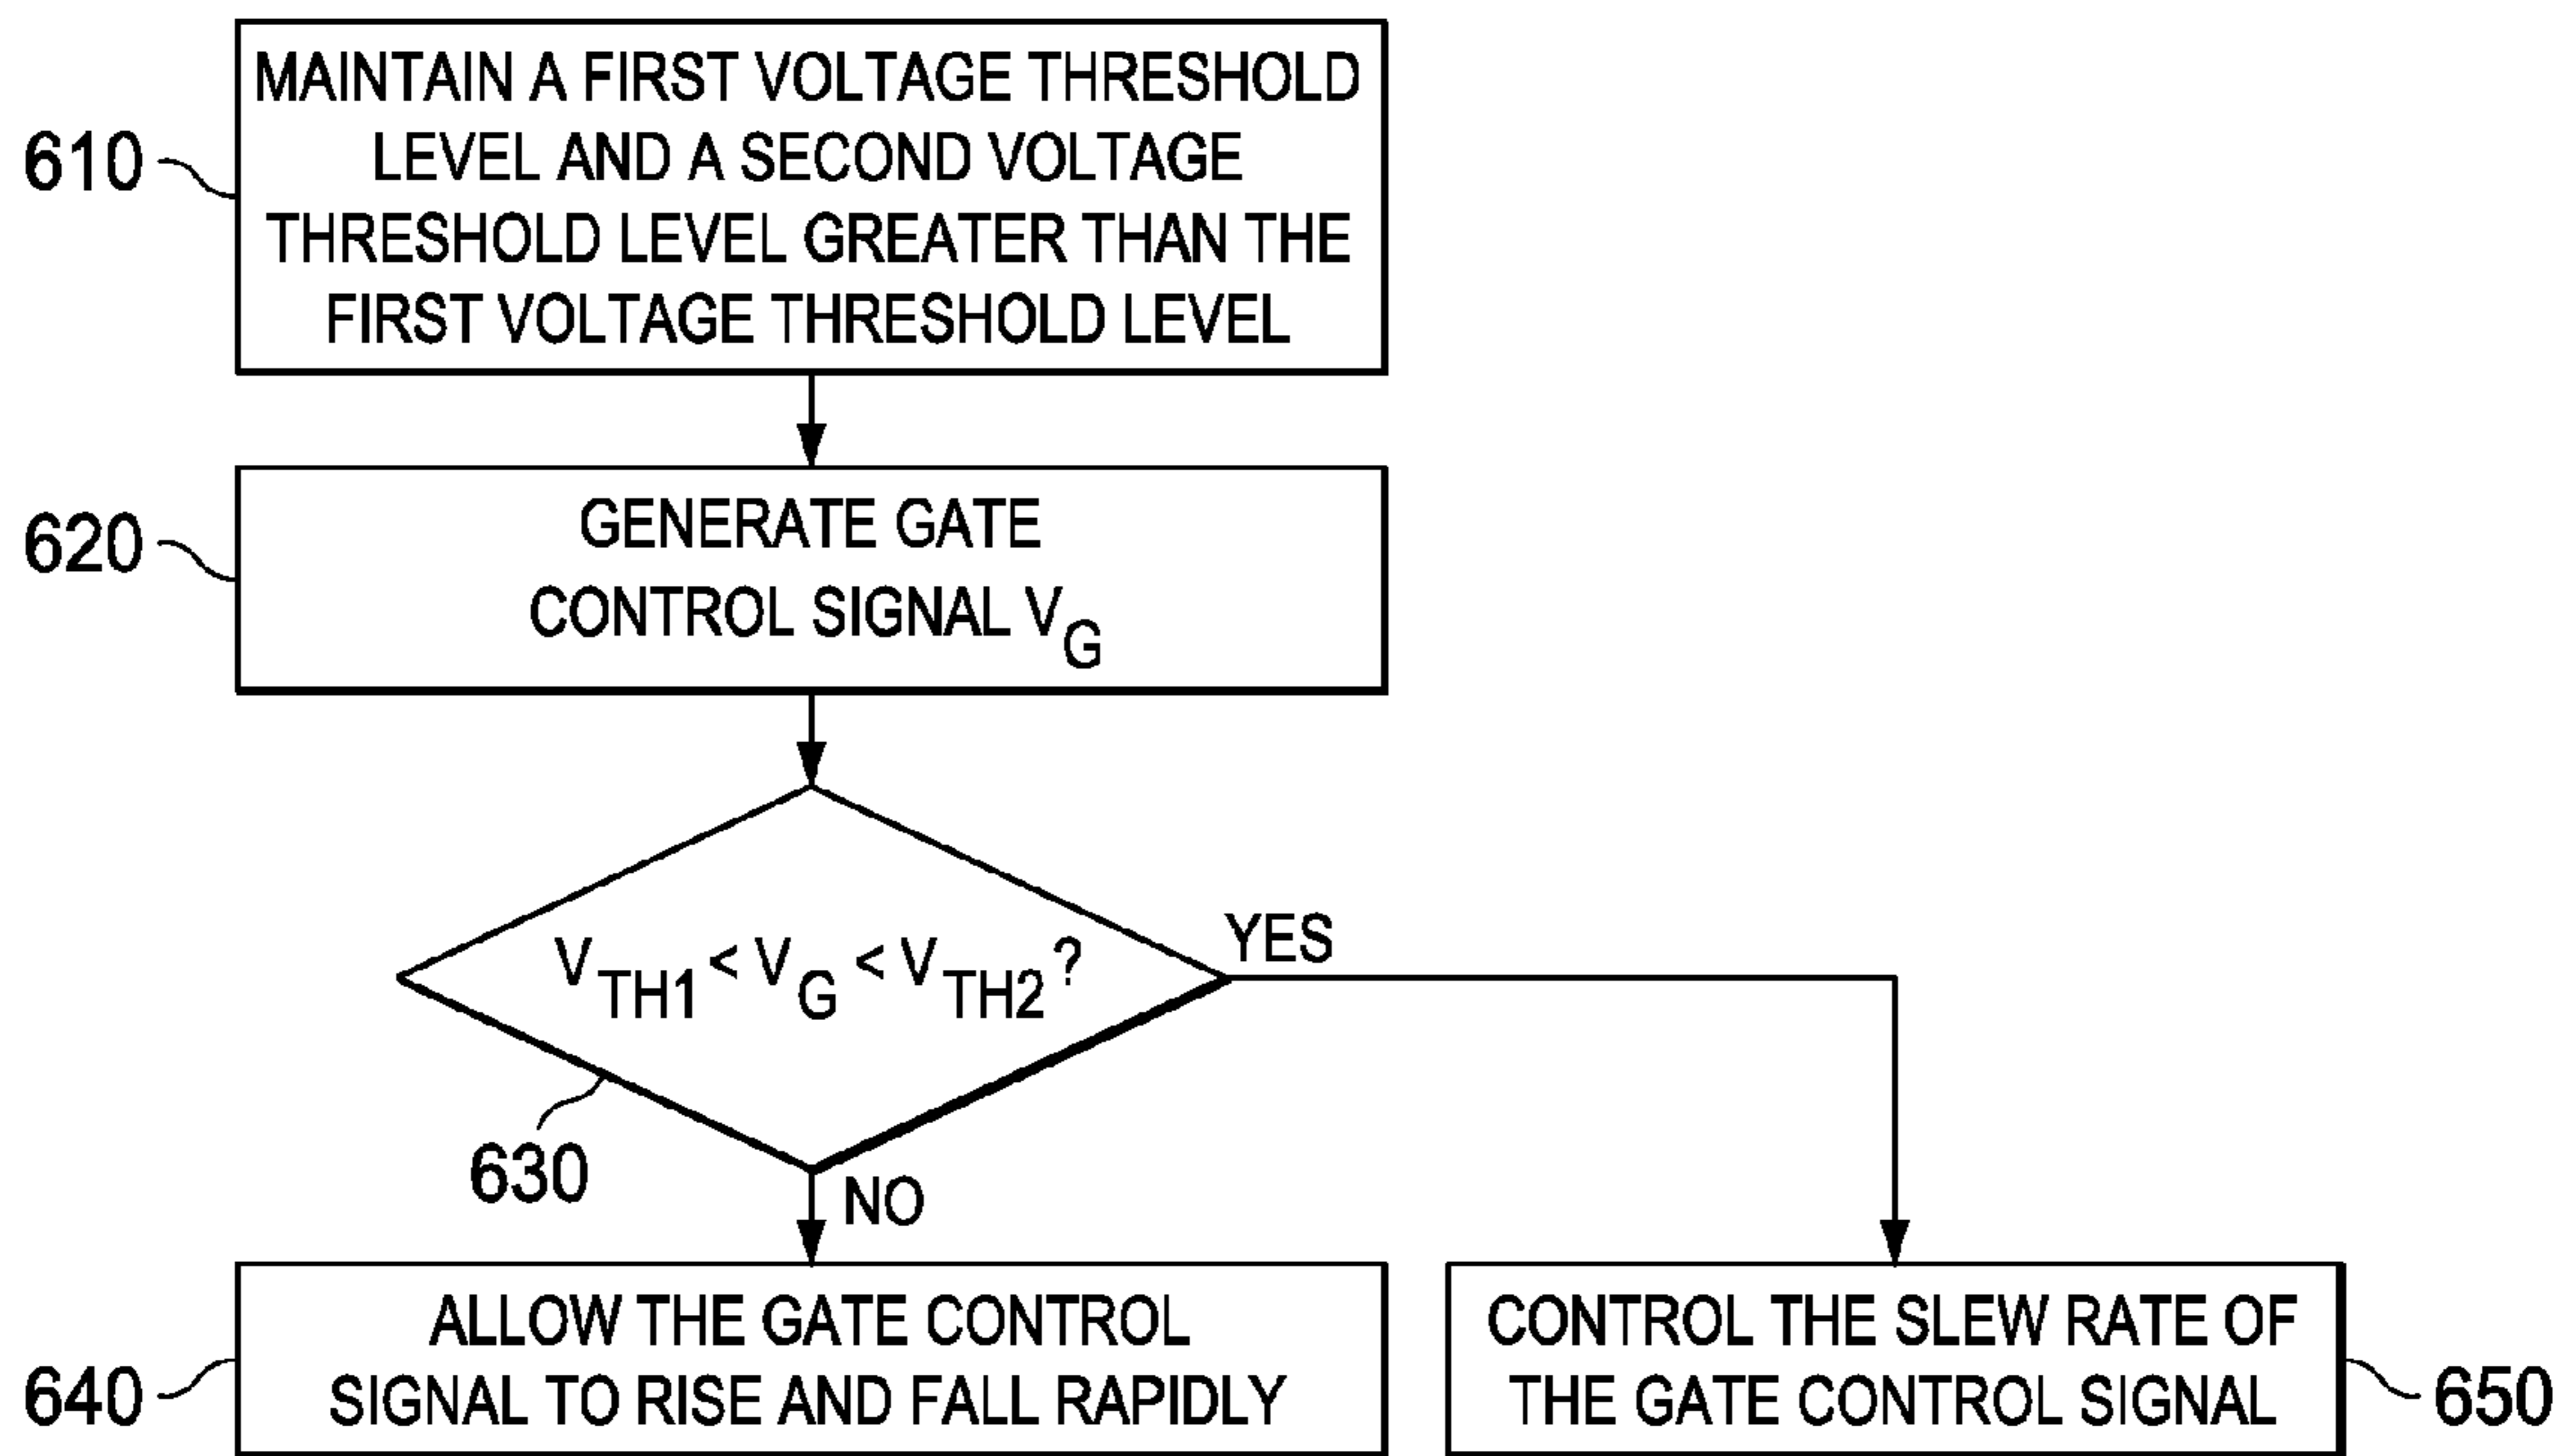 MAINTAIN A FIRST VOLTAGE THRESHOLD
LEVEL AND A SECOND VOLTAGE
THRESHOLD LEVEL GREATER THAN THE
FIRST VOLTAGE THRESHOLD LEVEL
610
GENERATE GATE
CONTROL SIGNAL VG
620
VTH1 < VG < VTH2 ?
YES
630
NO
ALLOW THE GATE CONTROL
SIGNAL TO RISE AND FALL RAPIDLY
640
CONTROL THE SLEW RATE OF
THE GATE CONTROL SIGNAL
650